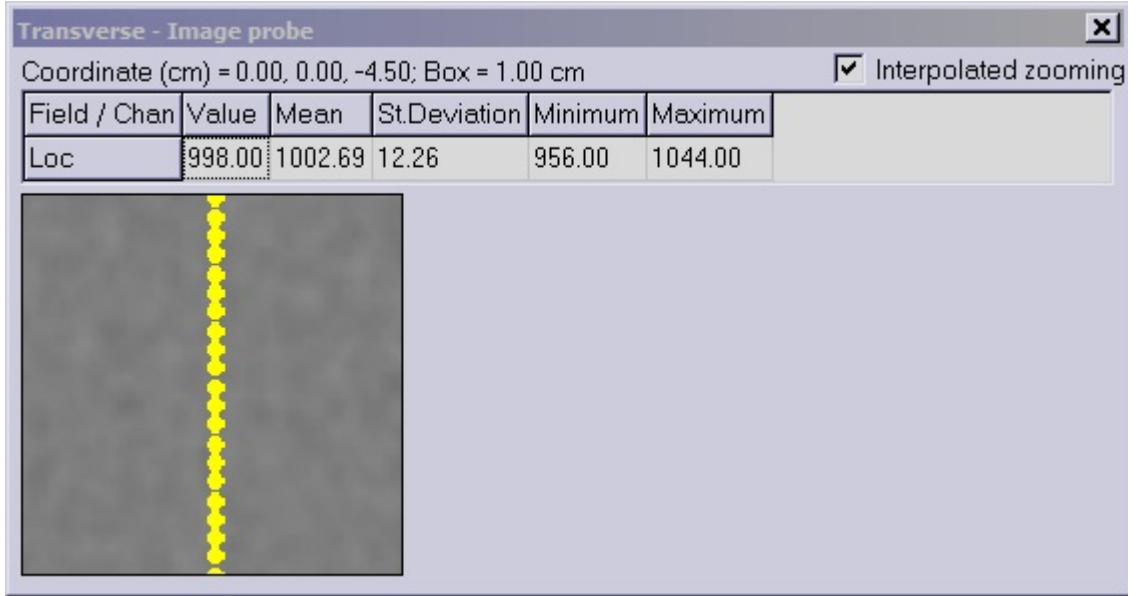 Transverse - Image probe
Coordinate (cm) = 0.00, 0.00, -4.50; Box = 1.00 cm Interpolated zooming
Field / Chan Value Mean St.Deviation Minimum Maximum
Loc 998.00 1002.69 12.26 956.00 1044.00